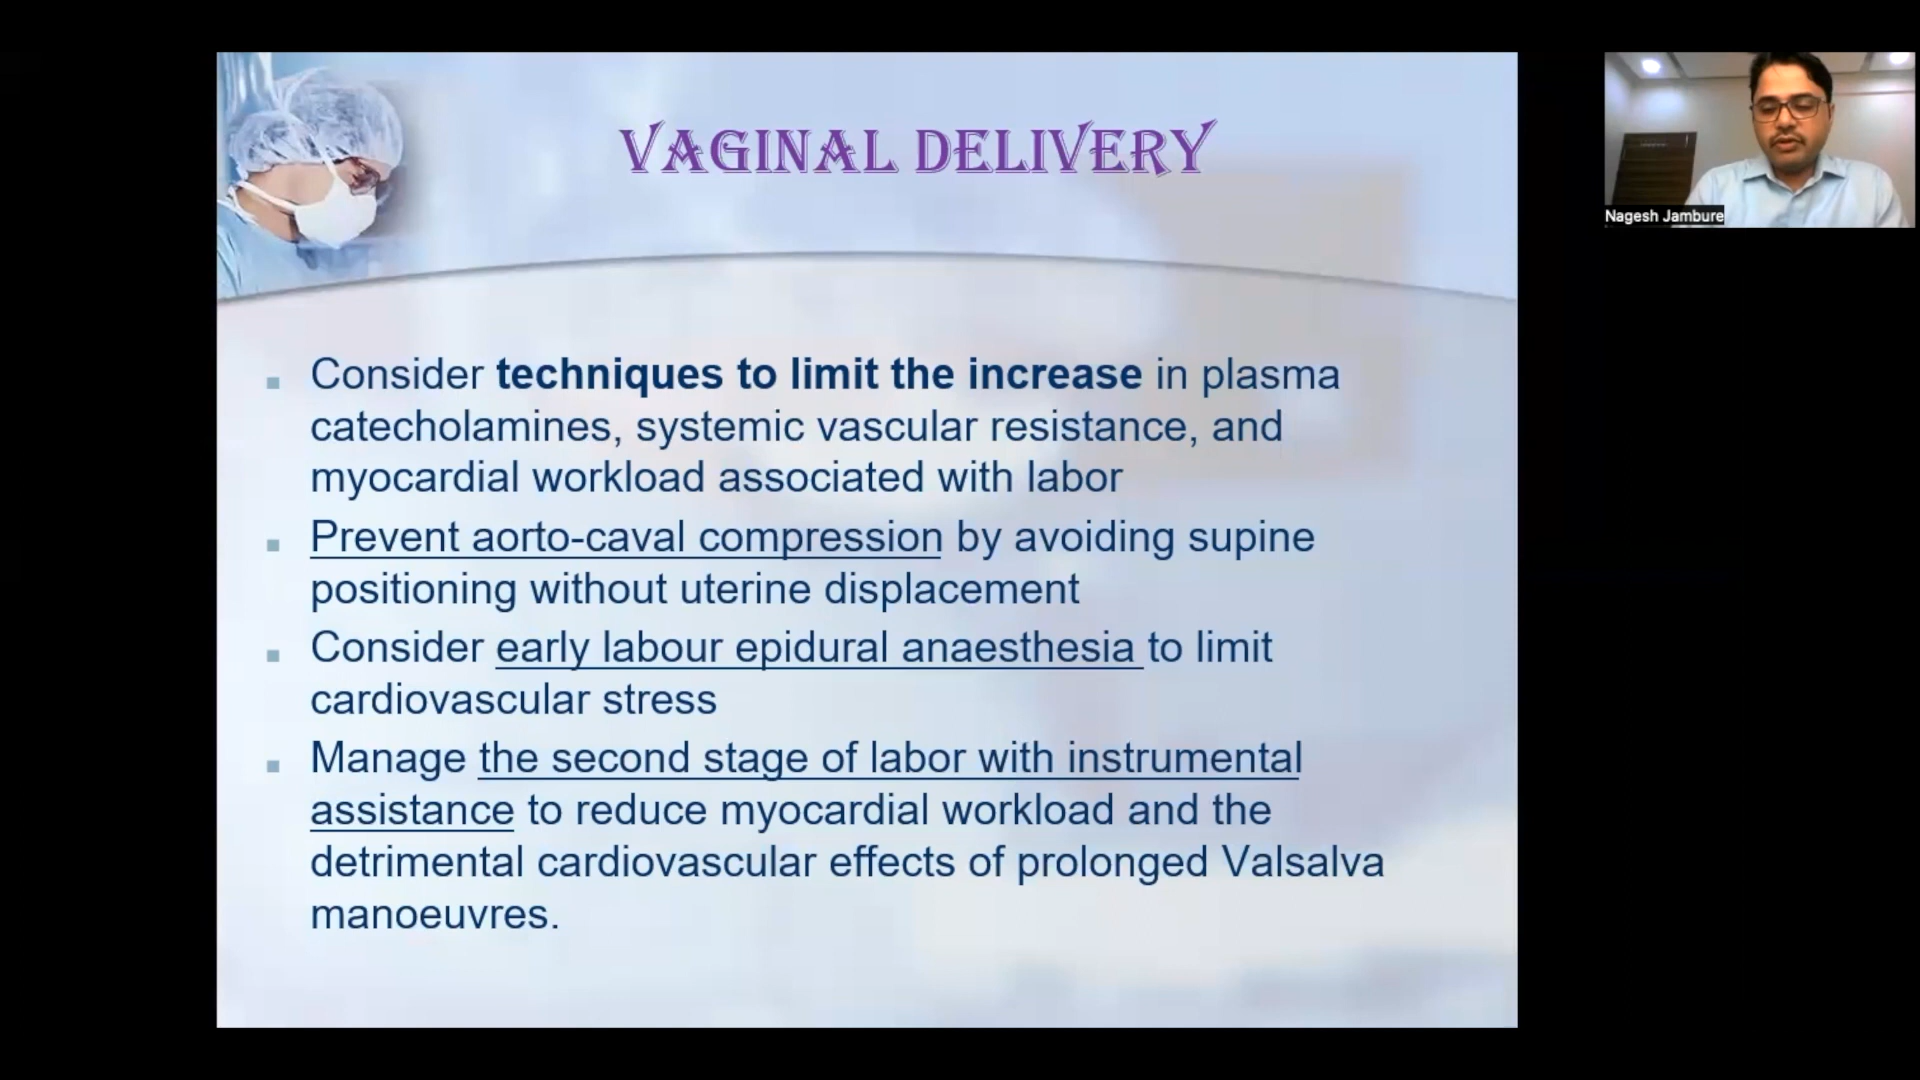 VAGINAL DELIVERY
Consider techniques to limit the increase in plasma
catecholamines, systemic vascular resistance, and
myocardial workload associated with labor
Prevent aorto-caval compression by avoiding supine
positioning without uterine displacement
Consider early labour epidural anaesthesia to limit
cardiovascular stress
Manage the second stage of labor with instrumental
assistance to reduce myocardial workload and the
detrimental cardiovascular effects of prolonged Valsalva
manoeuvres.
Nagesh Jambure